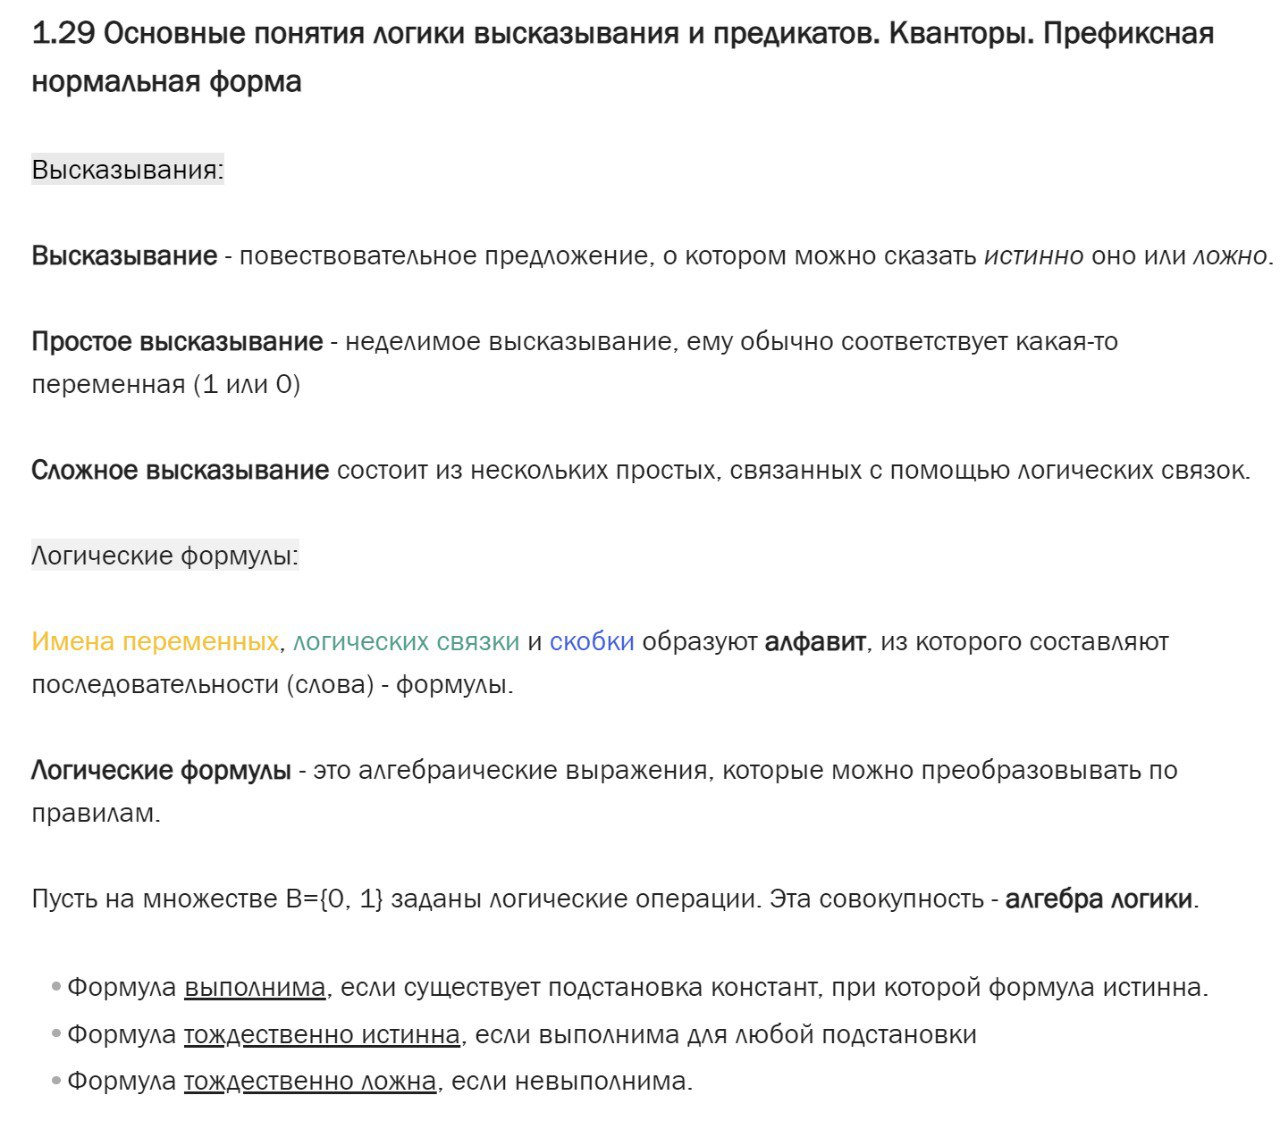 1.29 Основные понятия логики высказывания и предикатов. Кванторы. Префиксная
нормальная форма
Высказывания:
Высказывание - повествовательное предложение, о котором можно сказать истинно оно или ложно.
Простое высказывание - неделимое высказывание, ему обычно соответствует какая-то
переменная (1 или 0)
Сложное высказывание состоит из нескольких простых, связанных с помощью логических связок.
Логические формулы:
Имена переменных, логических связки и скобки образуют алфавит, из которого составляют
последовательности (слова) - формулы.
Логические формулы - это алгебраические выражения, которые можно преобразовывать по
правилам.
Пусть на множестве B={0, 1} заданы логические операции. Эта совокупность - алгебра логики.
• Формула выполнима, если существует подстановка констант, при которой формула истинна.
• Формула тождественно истинна, если выполнима для любой подстановки
• Формула тождественно ложна, если невыполнима.